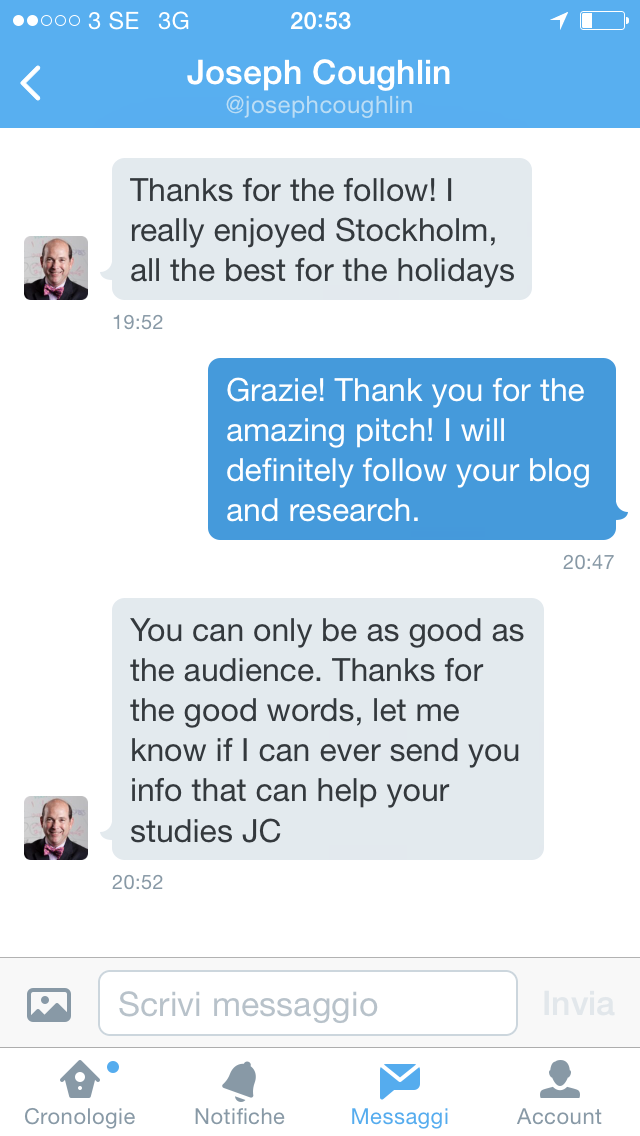 3 SE 3G 20:53
Joseph Coughlin
@josephcoughlin
Thanks for the follow! I
really enjoyed Stockholm,
all the best for the holidays
19:52
Grazie! Thank you for the
amazing pitch! I will
definitely follow your blog
and research.
20:47
You can only be as good as
the audience. Thanks for
the good words, let me
know if I can ever send you
info that can help your
studies JC
20:52
Scrivi messaggio Invia
Cronologie Notifiche Messaggi Account